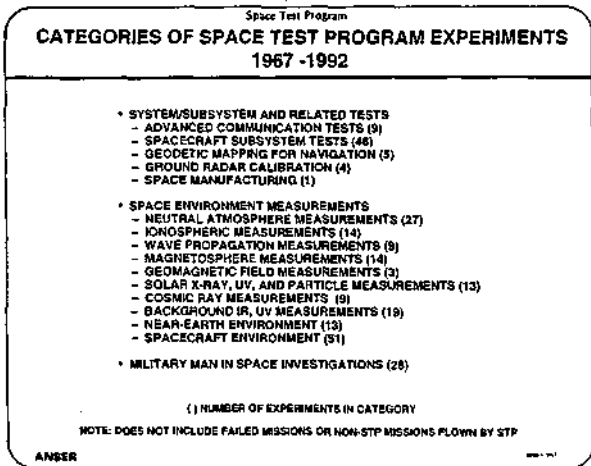 Space Test Program
CATEGORIES OF SPACE TEST PROGRAM EXPERIMENTS
1967 -1992
• SYSTEM/SUBSYSTEM AND RELATED TESTS
– ADVANCED COMMUNICATION TESTS (9)
– SPACECRAFT SUBSYSTEM TESTS (46)
– GEODETIC MAPPING FOR NAVIGATION (5)
– GROUND RADAR CALIBRATION (4)
– SPACE MANUFACTURING (1)
• SPACE ENVIRONMENT MEASUREMENTS
– NEUTRAL ATMOSPHERE MEASUREMENTS (27)
– IONOSPHERIC MEASUREMENTS (14)
– WAVE PROPAGATION MEASUREMENTS (9)
– MAGNETOSPHERE MEASUREMENTS (14)
– GEOMAGNETIC FIELD MEASUREMENTS (3)
– SOLAR X-RAY, UV, AND PARTICLE MEASUREMENTS (13)
– COSMIC RAY MEASUREMENTS (9)
– BACKGROUND IR, UV MEASUREMENTS (19)
– NEAR-EARTH ENVIRONMENT (13)
– SPACECRAFT ENVIRONMENT (51)
• MILITARY MAN IN SPACE INVESTIGATIONS (28)
( ) NUMBER OF EXPERIMENTS IN CATEGORY
NOTE: DOES NOT INCLUDE FAILED MISSIONS OR NON-STP MISSIONS FLOWN BY STP
ANSER